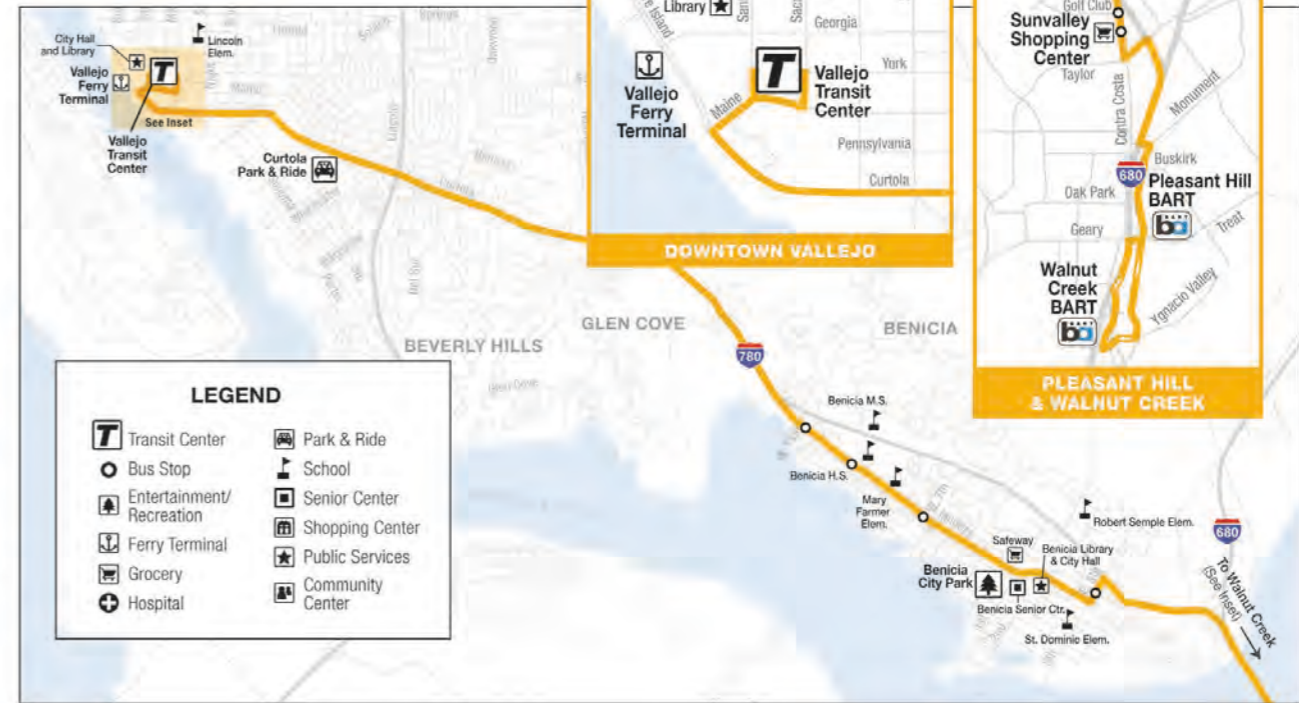 City Hall
and Library
Lincoln
Elem.
Vallejo
Ferry
Terminal
T
See Inset
Vallejo
Transit
Center
Curtola
Park & Ride
Library
Georgia
York
T
Vallejo
Transit
Center
Vallejo
Ferry
Terminal
Maine
Pennsylvania
Curtola
DOWNTOWN VALLEJO
Golf Club
Sunvalley
Shopping
Center
Taylor
Contra Costa
Monument
Buskirk
680
Pleasant Hill
BART
Oak Park
Geary
Treat
Walnut
Creek
BART
Ygnacio Valley
PLEASANT HILL
& WALNUT CREEK
BEVERLY HILLS
GLEN COVE
BENICIA
780
LEGEND
T Transit Center
Bus Stop
Entertainment/
Recreation
Ferry Terminal
Grocery
Hospital
Park & Ride
School
Senior Center
Shopping Center
Public Services
Community
Center
Benicia M.S.
Benicia H.S.
Mary
Farmer
Elem.
Robert Semple Elem.
Safeway
Benicia Library
& City Hall
Benicia
City Park
Benicia Senior Ctr.
St. Dominic Elem.
680
To Walnut Creek
(See Inset)